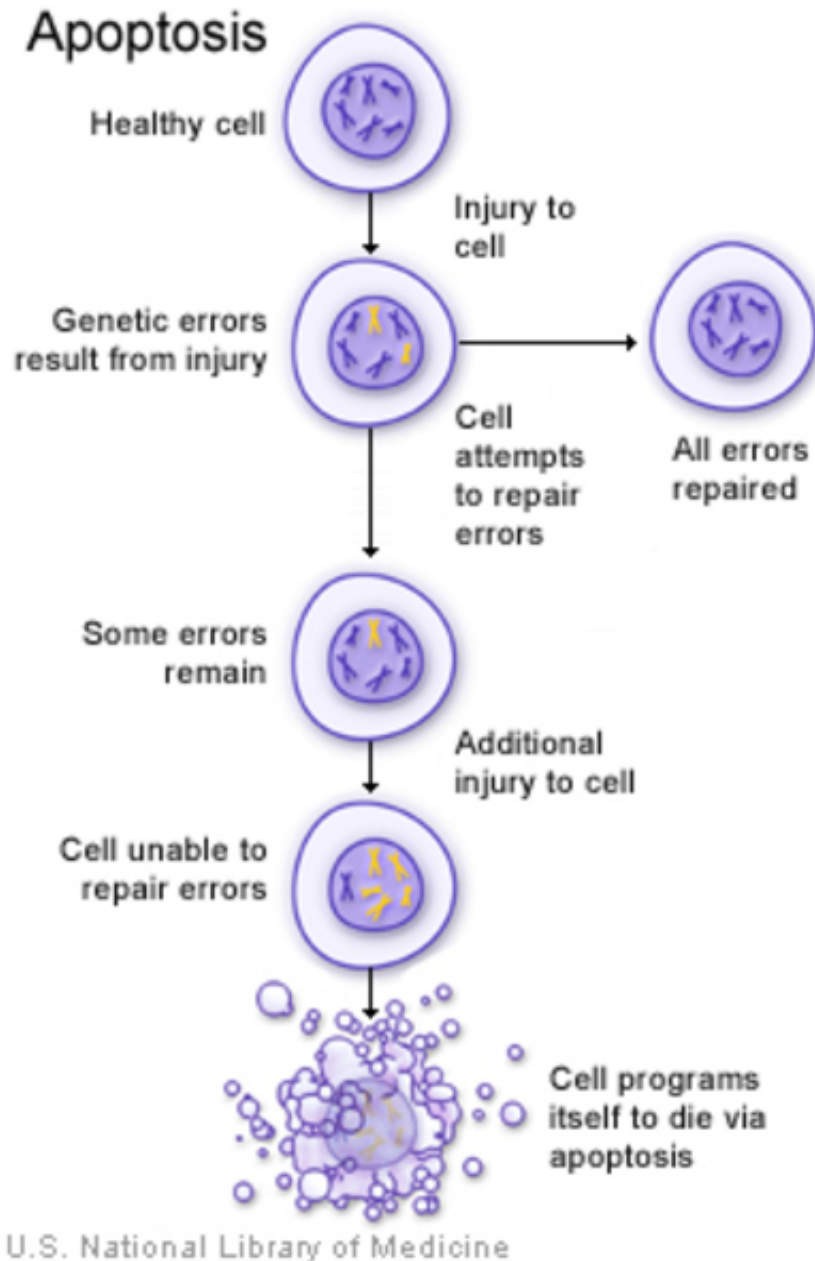 Apoptosis
Healthy cell
Injury to
cell
Genetic errors
result from injury
Cell
attempts
to repair
errors
All errors
repaired
Some errors
remain
Additional
injury to cell
Cell unable to
repair errors
Cell programs
itself to die via
apoptosis
U.S. National Library of Medicine